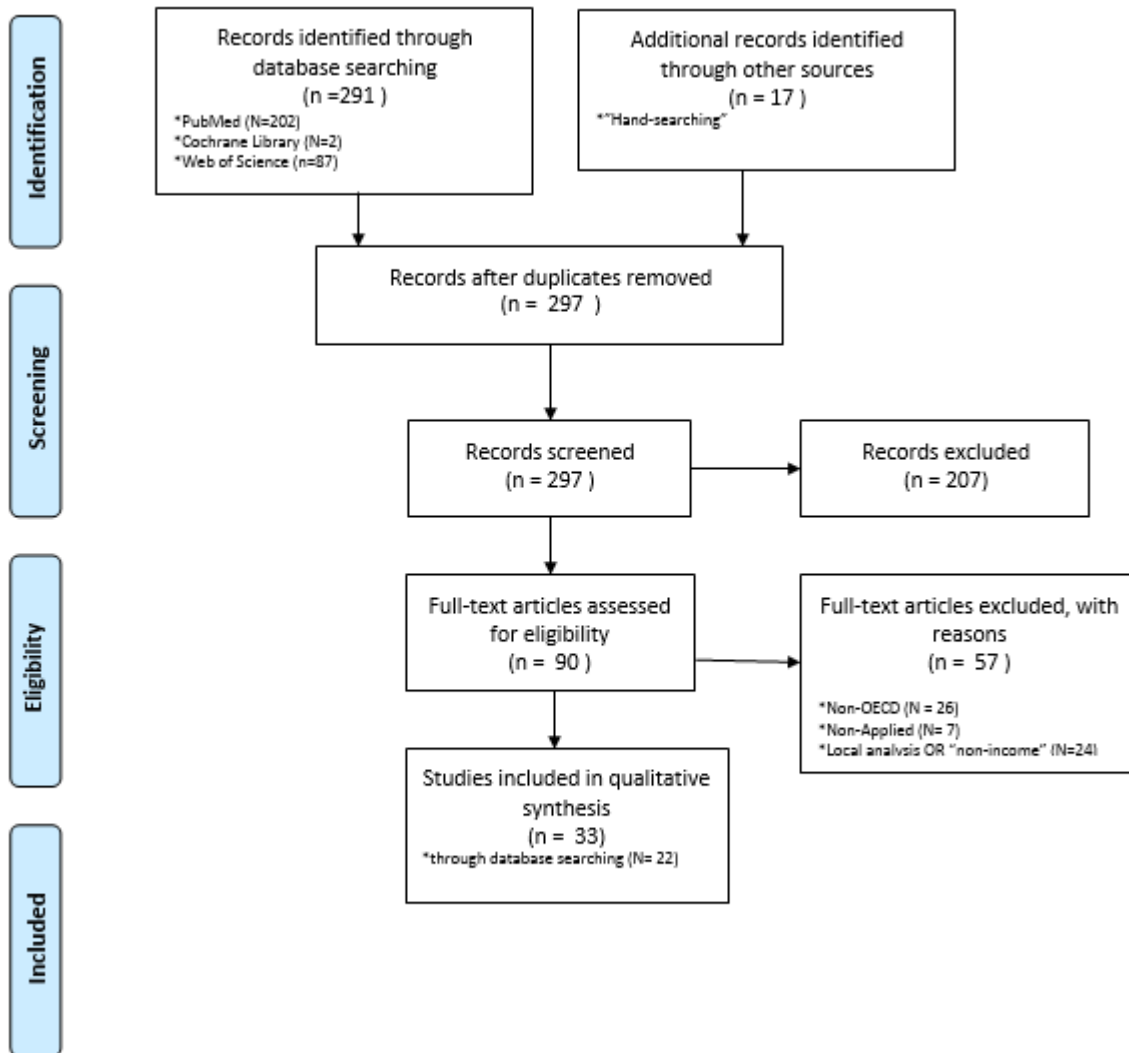 Identification
Records identified through
database searching
(n =291 )
*PubMed (N=202)
*Cochrane Library (N=2)
*Web of Science (n=87)
Additional records identified
through other sources
(n = 17 )
*"Hand-searching"
Records after duplicates removed
(n = 297 )
Screening
Records screened
(n = 297 )
Records excluded
(n = 207)
Eligibility
Full-text articles assessed
for eligibility
(n = 90 )
Full-text articles excluded, with
reasons
(n = 57 )
*Non-OECD (N = 26)
*Non-Applied (N= 7)
*Local analysis OR "non-income" (N=24)
Included
Studies included in qualitative
synthesis
(n = 33)
*through database searching (N= 22)